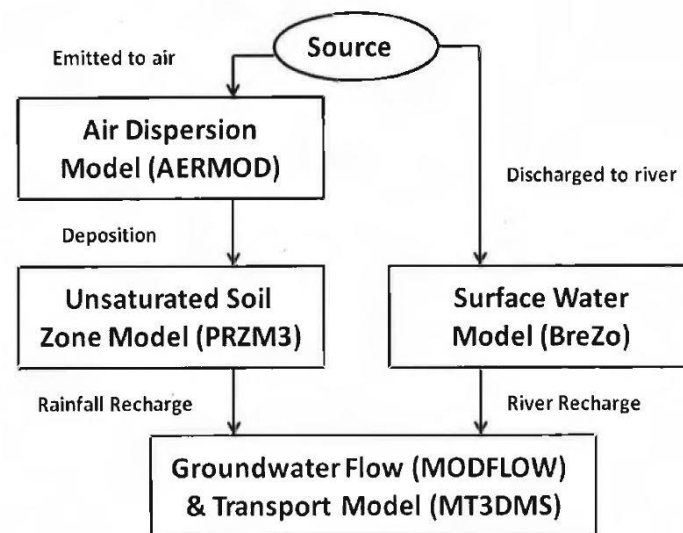 Source
Emitted to air
Air Dispersion
Model (AERMOD)
Discharged to river
Deposition
Unsaturated Soil
Zone Model (PRZM3)
Surface Water
Model (BreZo)
Rainfall Recharge
River Recharge
Groundwater Flow (MODFLOW)
& Transport Model (MT3DMS)